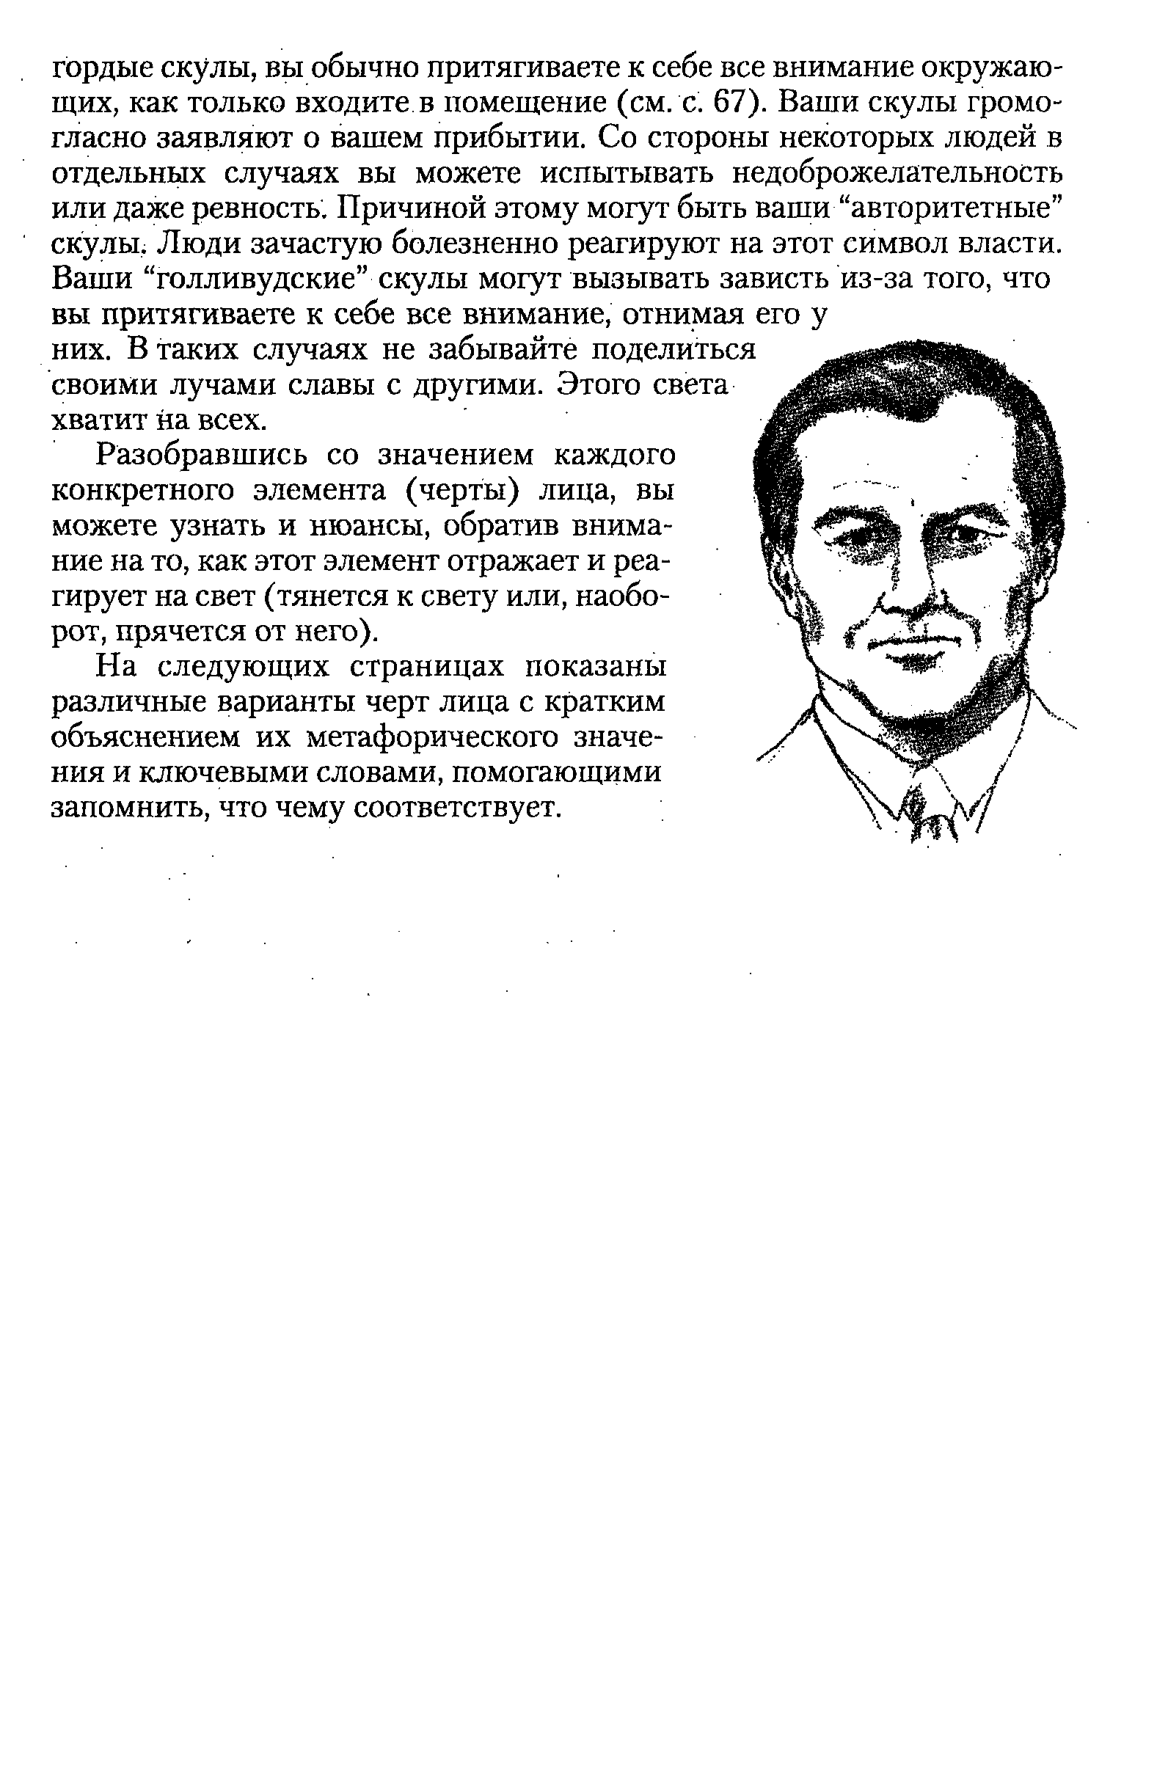 гордые скулы, вы обычно притягиваете к себе все внимание окружаю-
щих, как только входите в помещение (см. с. 67). Ваши скулы громо-
гласно заявляют о вашем прибытии. Со стороны некоторых людей в
отдельных случаях вы можете испытывать недоброжелательность
или даже ревность. Причиной этому могут быть ваши “авторитетные”
скулы. Люди зачастую болезненно реагируют на этот символ власти.
Ваши “голливудские” скулы могут вызывать зависть из-за того, что
вы притягиваете к себе все внимание, отнимая его у
них. В таких случаях не забывайте поделиться
своими лучами славы с другими. Этого света
хватит на всех.
Разобравшись со значением каждого
конкретного элемента (черты) лица, вы
можете узнать и нюансы, обратив внима-
ние на то, как этот элемент отражает и реа-
гирует на свет (тянется к свету или, наобо-
рот, прячется от него).
На следующих страницах показаны
различные варианты черт лица с кратким
объяснением их метафорического значе-
ния и ключевыми словами, помогающими
запомнить, что чему соответствует.